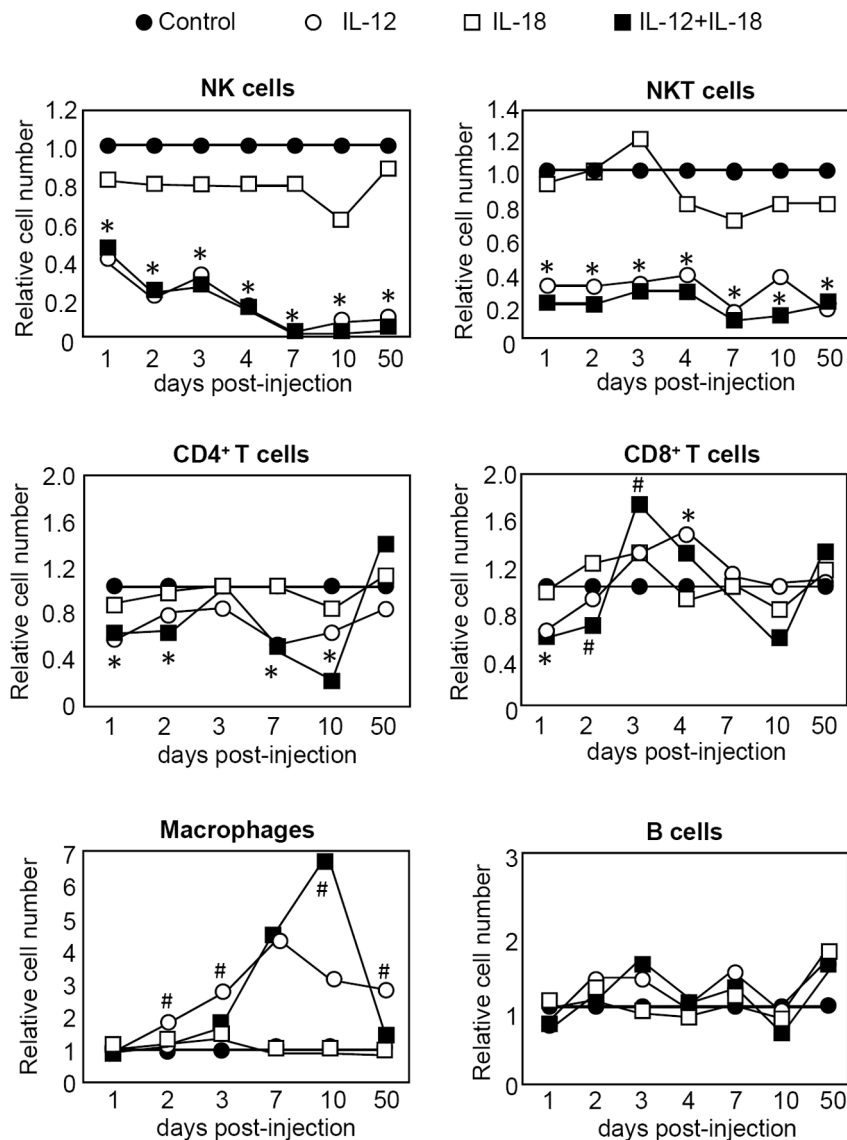 Control IL-12 IL-18 IL-12+IL-18
NK cells
Relative cell number
1.2
1.0
0.8
0.6
0.4
0.2
0
* * * * * * *
1 2 3 4 7 10 50
days post-injection
NKT cells
Relative cell number
1.4
1.2
1.0
0.8
0.6
0.4
0.2
0
* * * * * * *
1 2 3 4 7 10 50
days post-injection
CD4⁺ T cells
Relative cell number
2.0
1.6
1.2
0.8
0.4
0
* * * *
1 2 3 7 10 50
days post-injection
CD8⁺ T cells
Relative cell number
2.0
1.6
1.2
0.8
0.4
0
* # # *
1 2 3 4 7 10 50
days post-injection
Macrophages
Relative cell number
7
6
5
4
3
2
1
0
# # # #
1 2 3 7 10 50
days post-injection
B cells
Relative cell number
3
2
1
0
1 2 3 4 7 10 50
days post-injection